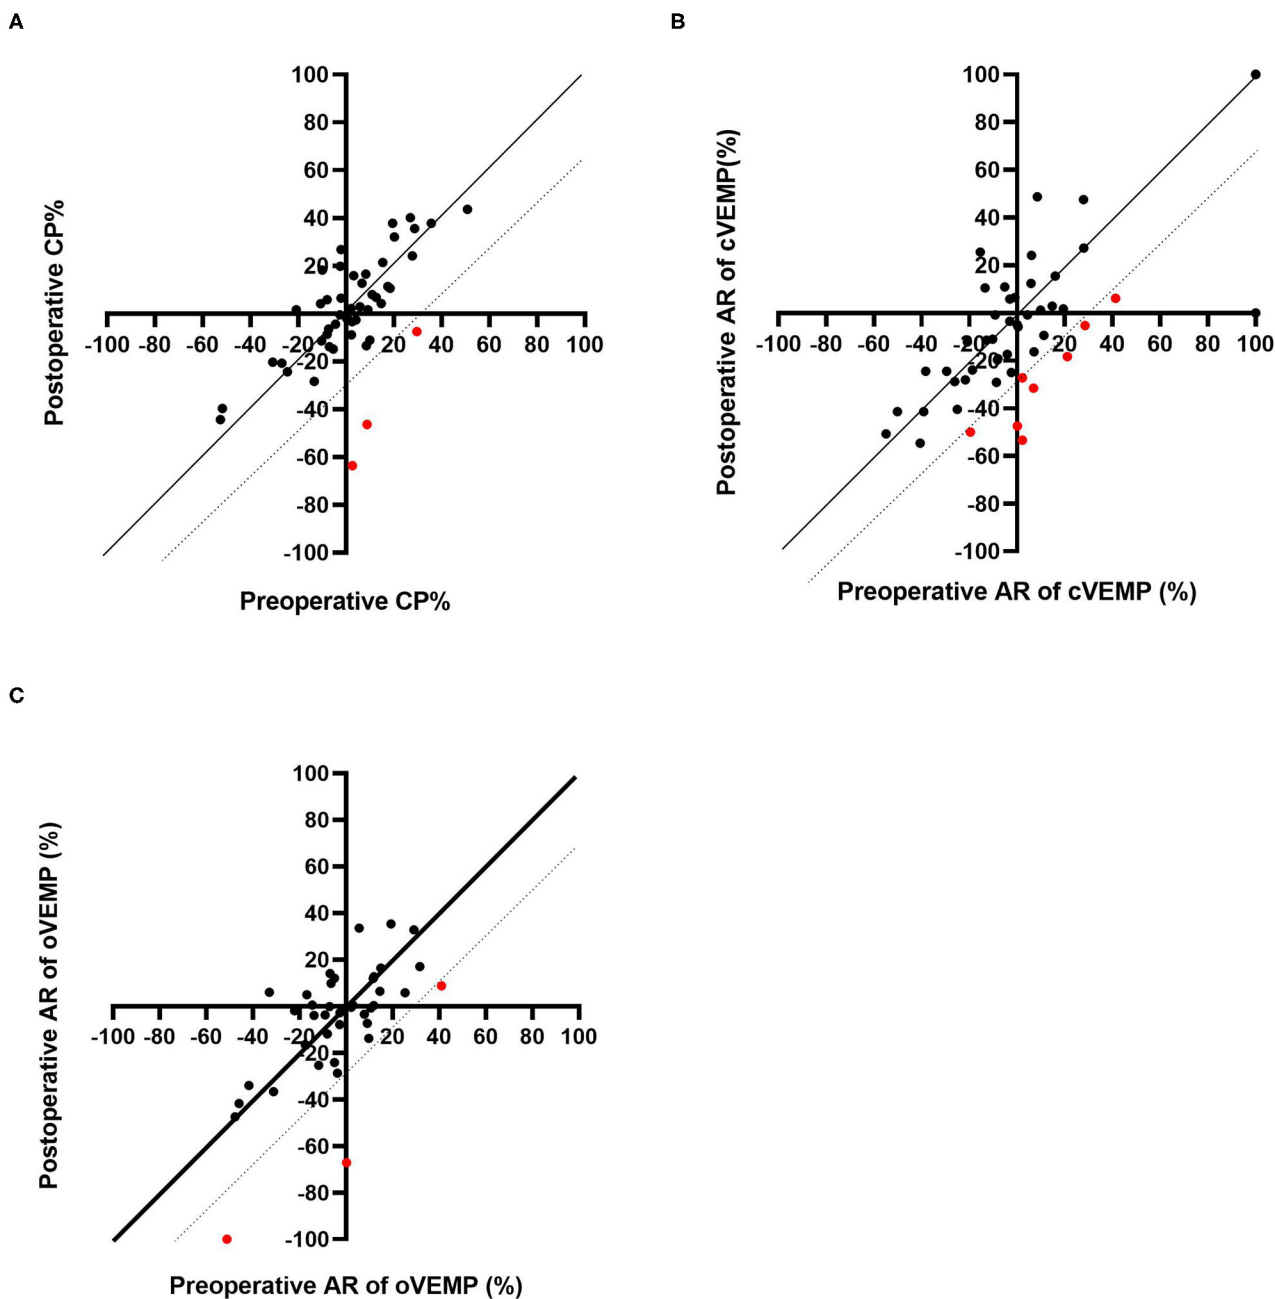 A
B
100
80
60
40
20
-100 -80 -60 -40 -20 20 40 60 80 100
-20
-40
-60
-80
-100
Postoperative CP%
Preoperative CP%
100
80
60
40
20
-100 -80 -60 -40 -20 20 40 60 80 100
-20
-40
-60
-80
-100
Postoperative AR of cVEMP(%)
Preoperative AR of cVEMP (%)
C
100
80
60
40
20
-100 -80 -60 -40 -20 20 40 60 80 100
-20
-40
-60
-80
-100
Postoperative AR of oVEMP (%)
Preoperative AR of oVEMP (%)